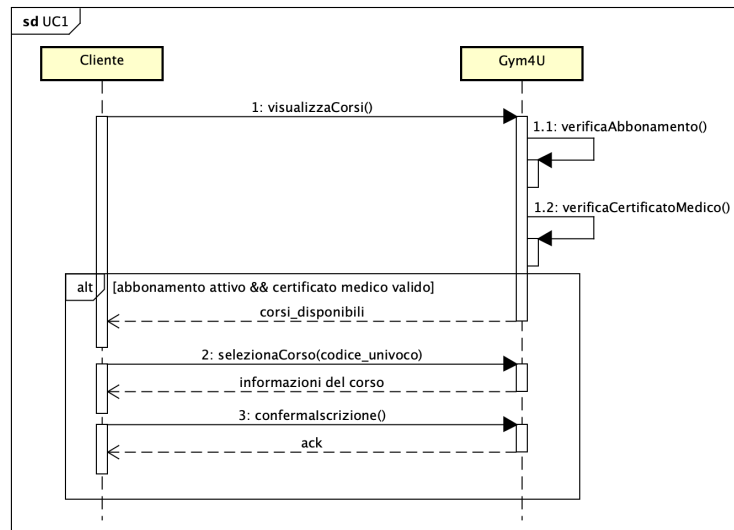 sd UC1
Cliente
Gym4U
1: visualizzaCorsi()
1.1: verificaAbbonamento()
1.2: verificaCertificatoMedico()
alt
[abbonamento attivo && certificato medico valido]
corsi_disponibili
2: selezionaCorso(codice_univoco)
informazioni del corso
3: confermaIscrizione()
ack